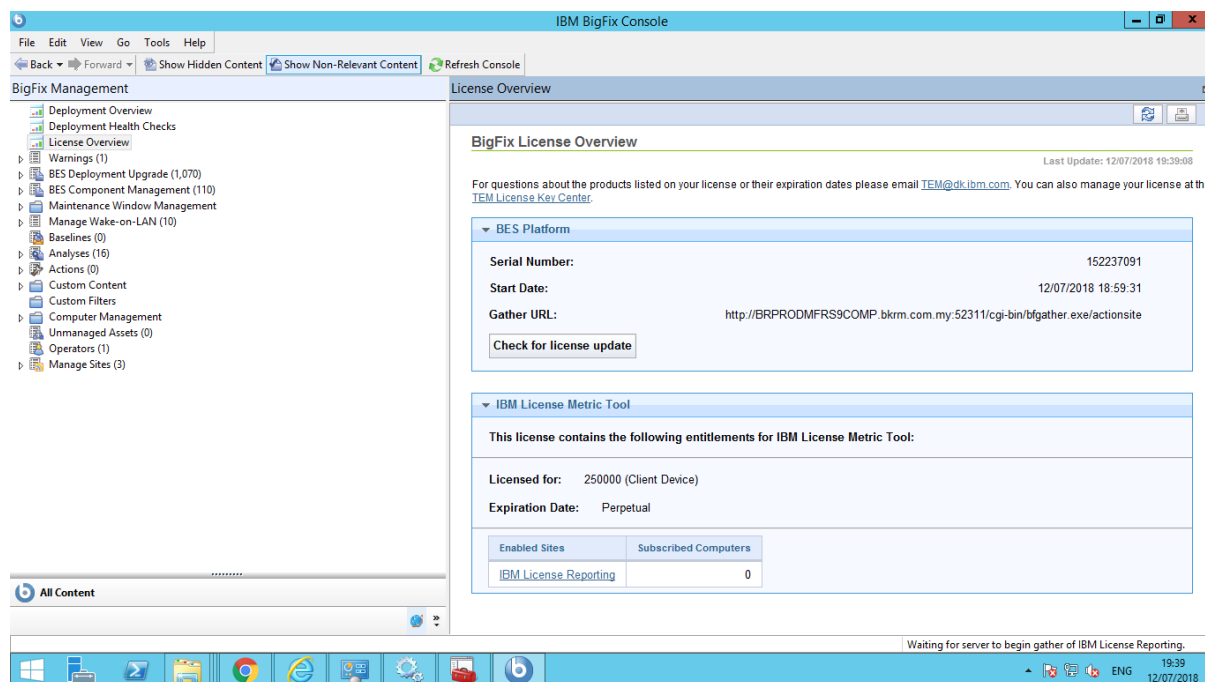 IBM BigFix Console
File Edit View Go Tools Help
Back Forward Show Hidden Content Show Non-Relevant Content Refresh Console
BigFix Management
Deployment Overview
Deployment Health Checks
License Overview
Warnings (1)
BES Deployment Upgrade (1,070)
BES Component Management (110)
Maintenance Window Management
Manage Wake-on-LAN (10)
Baselines (0)
Analyses (16)
Actions (0)
Custom Content
Custom Filters
Computer Management
Unmanaged Assets (0)
Operators (1)
Manage Sites (3)
All Content
License Overview
BigFix License Overview
Last Update: 12/07/2018 19:39:08
For questions about the products listed on your license or their expiration dates please email TEM@dk.ibm.com. You can also manage your license at th
TEM License Key Center.
BES Platform
Serial Number: 152237091
Start Date: 12/07/2018 18:59:31
Gather URL: http://BRPRODMFRS9COMP.bkrm.com.my:52311/cgi-bin/bfgather.exe/actionsite
Check for license update
IBM License Metric Tool
This license contains the following entitlements for IBM License Metric Tool:
Licensed for: 250000 (Client Device)
Expiration Date: Perpetual
Enabled Sites Subscribed Computers
IBM License Reporting 0
Waiting for server to begin gather of IBM License Reporting.
ENG 19:39
12/07/2018